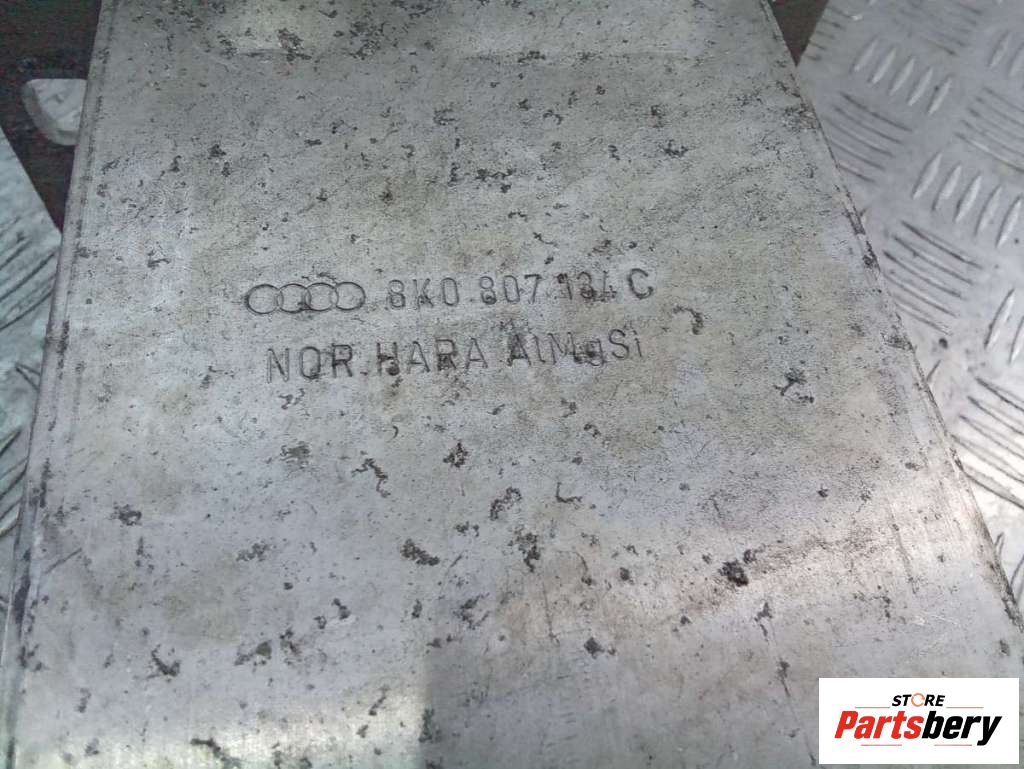 8K0 807 134 C
NOR.HARA AlMgSi
STORE
Partsbery